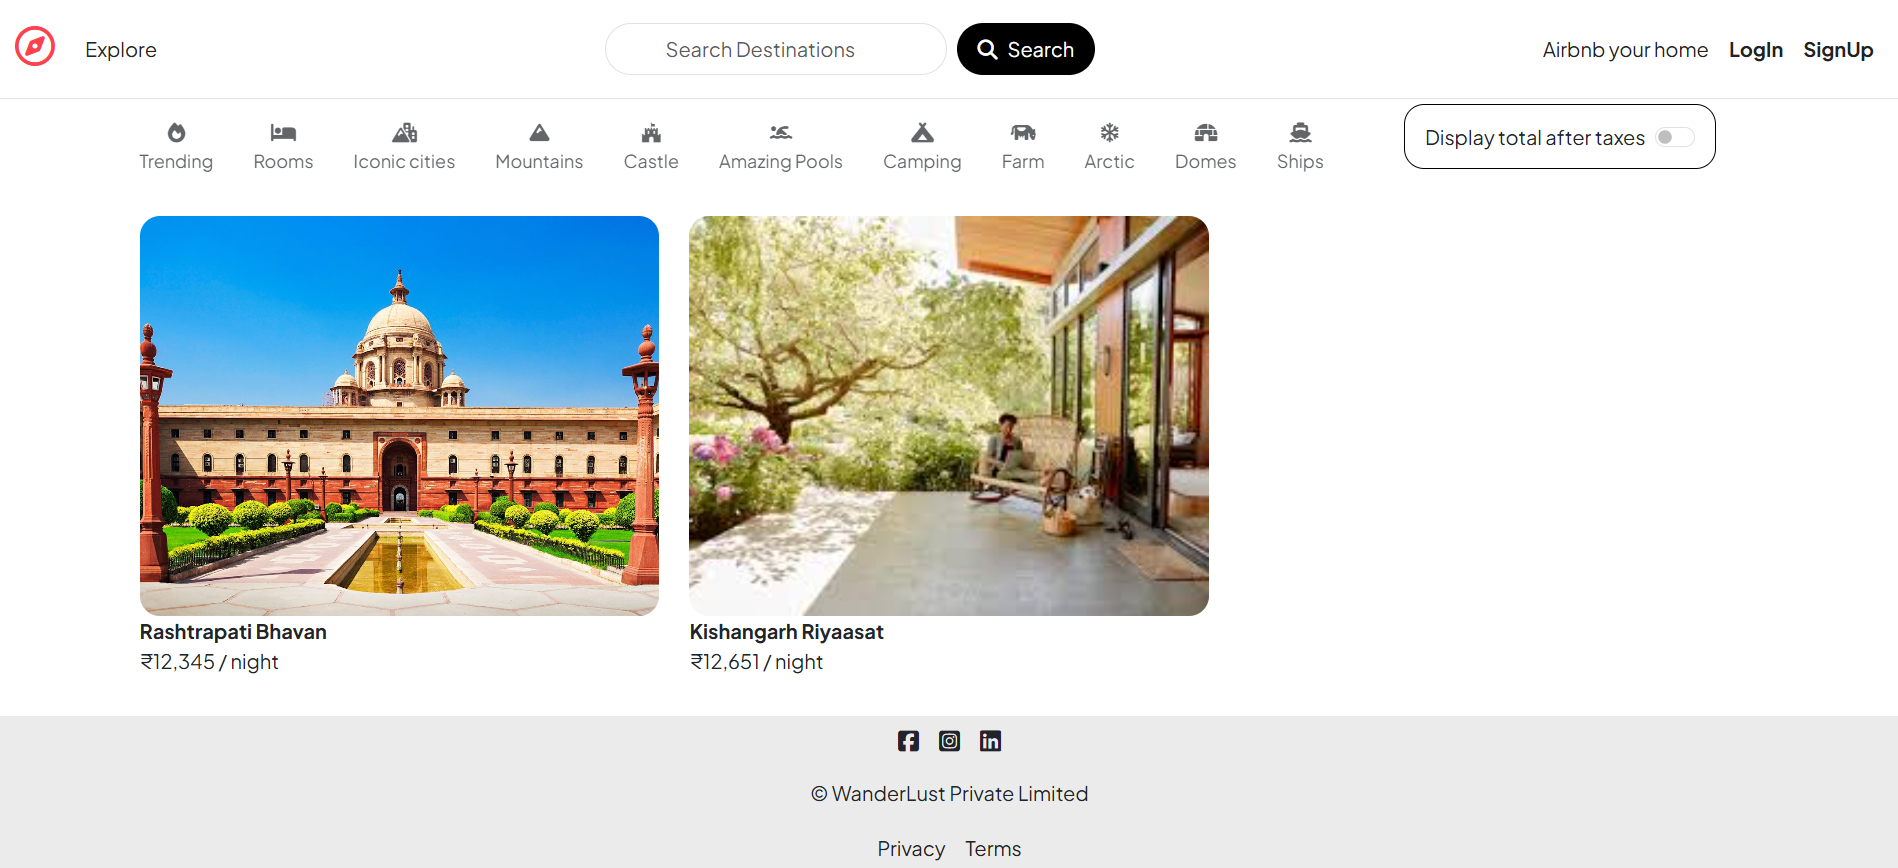 Explore
Search Destinations
Search
Airbnb your home
LogIn
SignUp
Trending
Rooms
Iconic cities
Mountains
Castle
Amazing Pools
Camping
Farm
Arctic
Domes
Ships
Display total after taxes
Rashtrapati Bhavan
₹12,345 / night
Kishangarh Riyaasat
₹12,651 / night
© WanderLust Private Limited
Privacy Terms